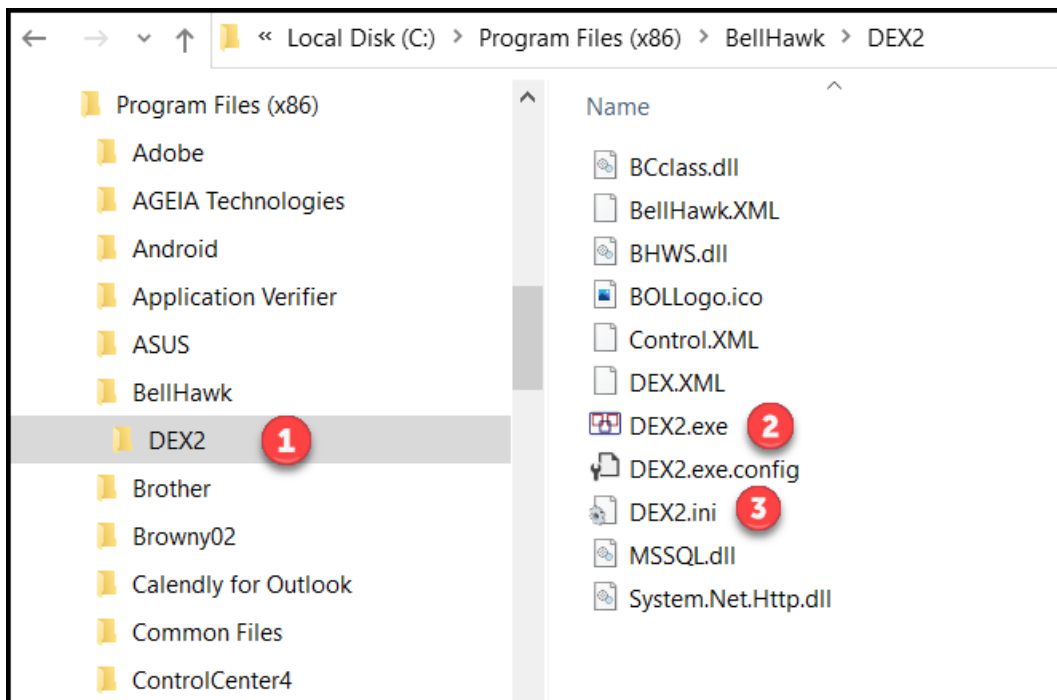 « Local Disk (C:) > Program Files (x86) > BellHawk > DEX2
Program Files (x86)
Adobe
AGEIA Technologies
Android
Application Verifier
ASUS
BellHawk
DEX2 1
Brother
Browny02
Calendly for Outlook
Common Files
ControlCenter4
Name
BCclass.dll
BellHawk.XML
BHWS.dll
BOLLogo.ico
Control.XML
DEX.XML
DEX2.exe 2
DEX2.exe.config
DEX2.ini 3
MSSQL.dll
System.Net.Http.dll